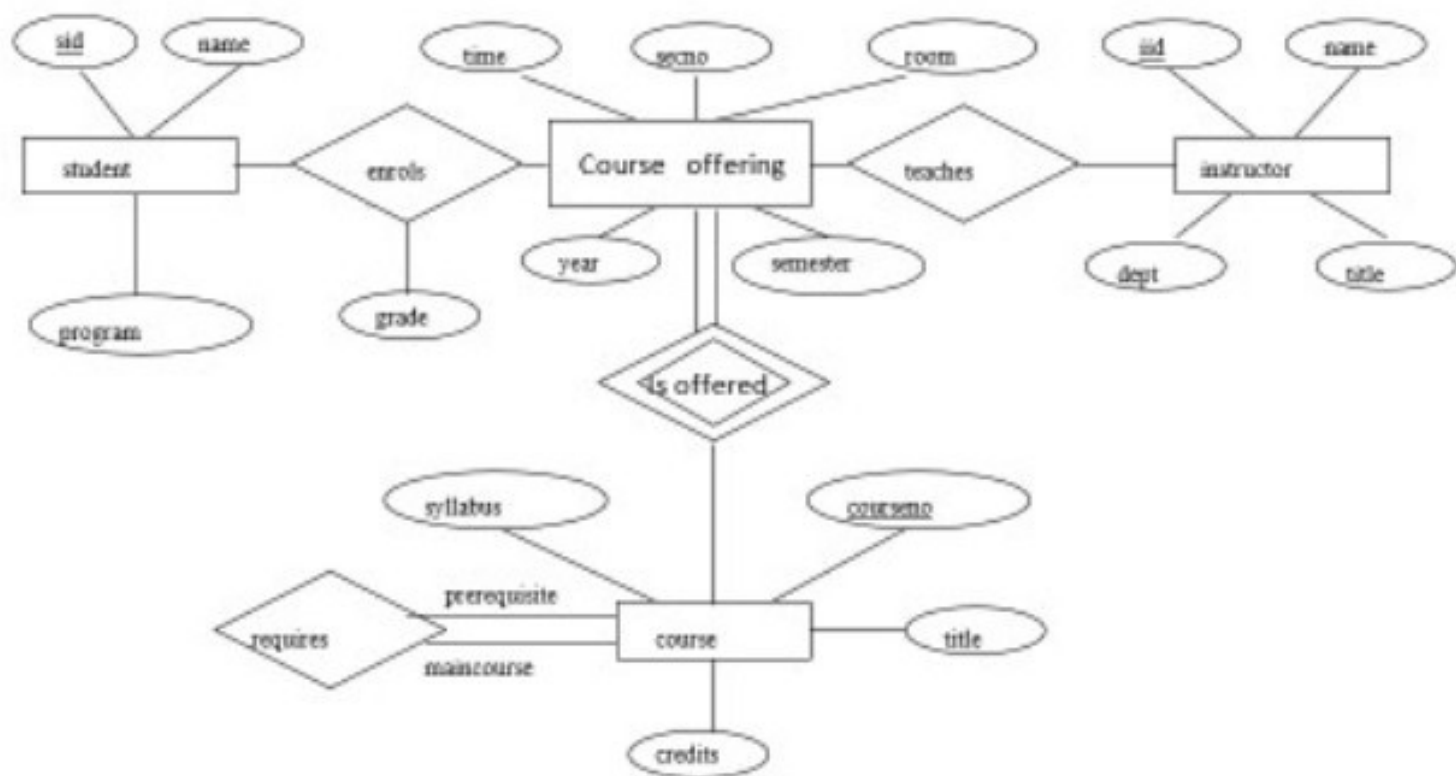 sid
name
time
secno
room
iid
name
student
enrols
Course offering
teaches
instructor
year
semester
dept
title
program
grade
Is offered
syllabus
courseno
prerequisite
requires
course
title
maincourse
credits